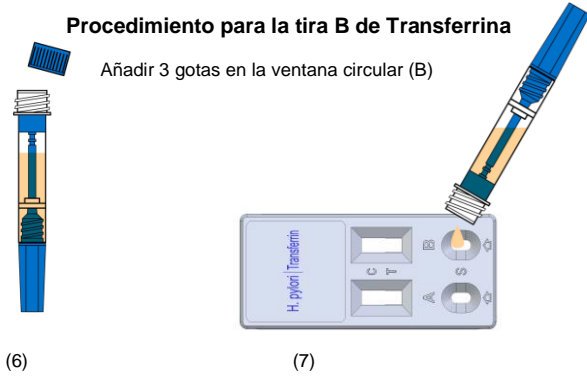 Procedimiento para la tira B de Transferrina
Añadir 3 gotas en la ventana circular (B)
H. pylori | Transferrin
C T
B
S
A
(6) (7)